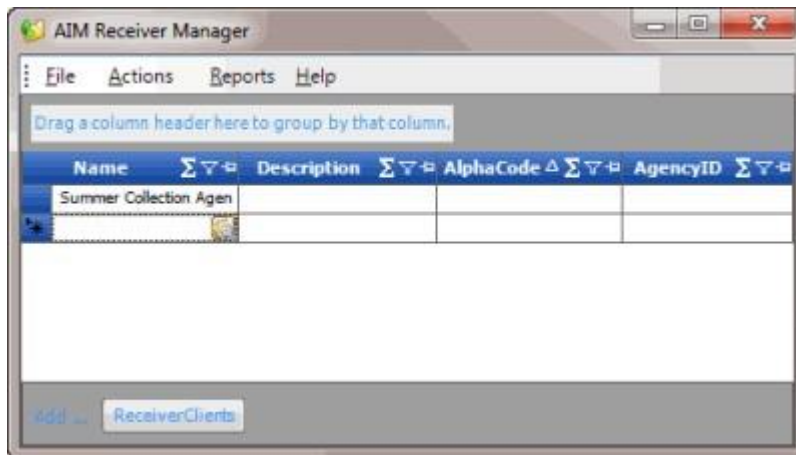 AIM Receiver Manager
File Actions Reports Help
Drag a column header here to group by that column.
Name Σ Description Σ AlphaCode Σ AgencyID Σ
Summer Collection Agen
Add ... ReceiverClients